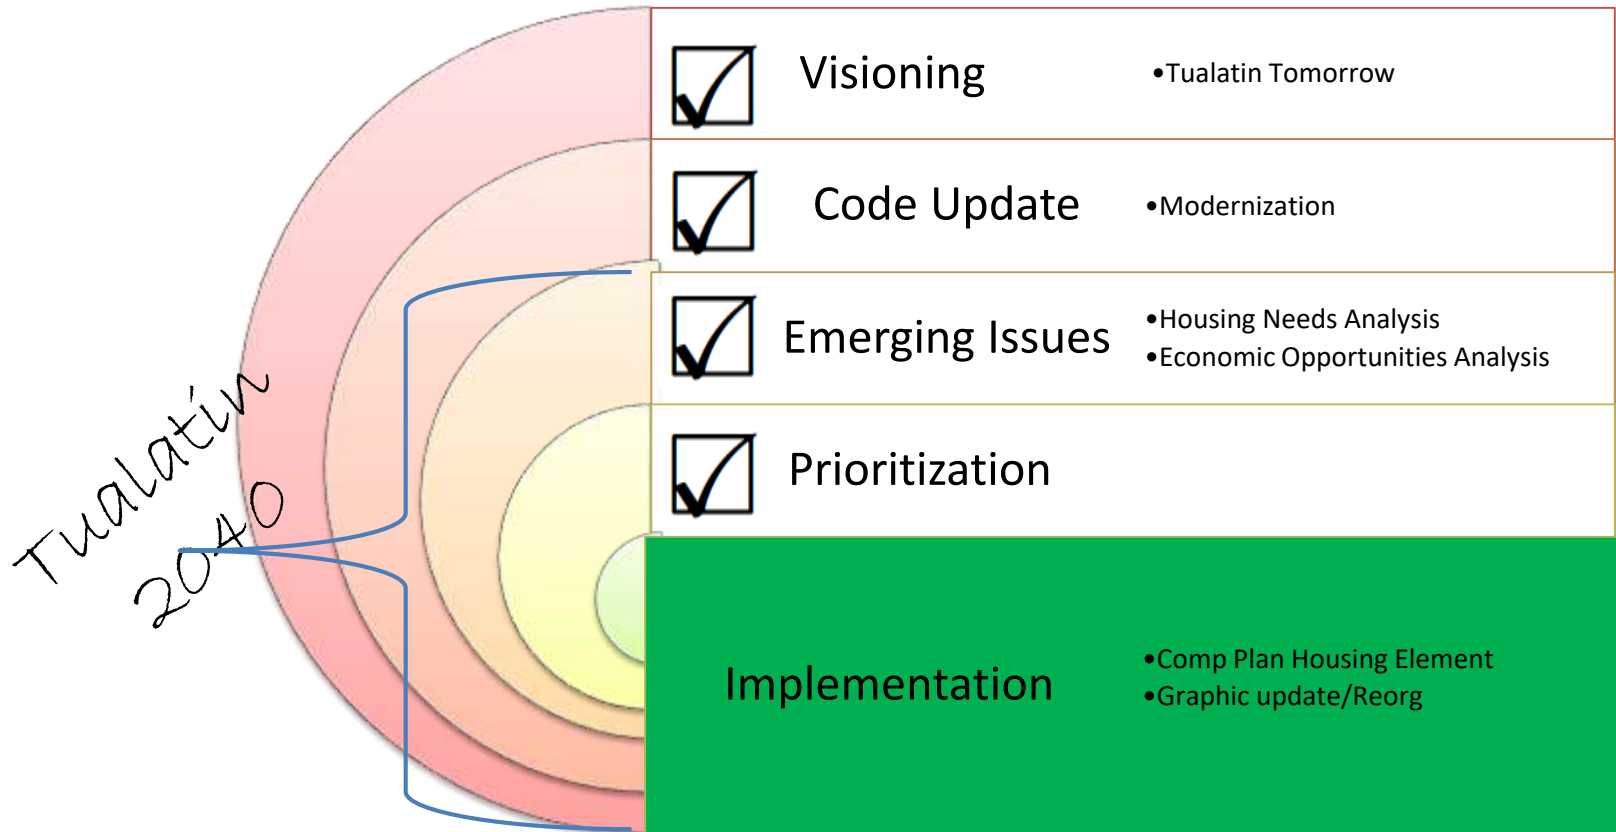 Visioning
•Tualatin Tomorrow
Code Update
•Modernization
Emerging Issues
•Housing Needs Analysis
•Economic Opportunities Analysis
Prioritization
Tualatin
2040
Implementation
•Comp Plan Housing Element
•Graphic update/Reorg